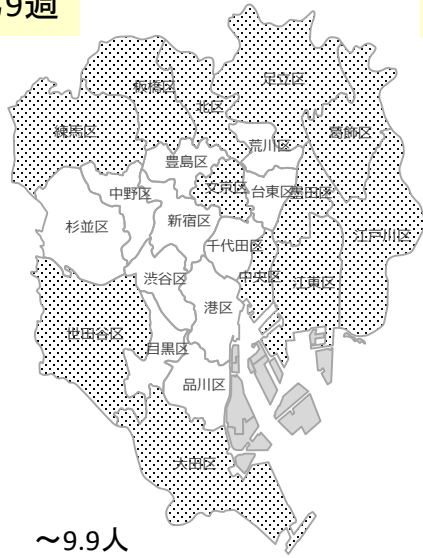 9週
足立区
板橋区
北区
葛飾区
練馬区
荒川区
豊島区
文京区
台東区
墨田区
中野区
杉並区
新宿区
江戸川区
千代田区
渋谷区
中央区
江東区
港区
世田谷区
目黒区
品川区
大田区
～9.9人